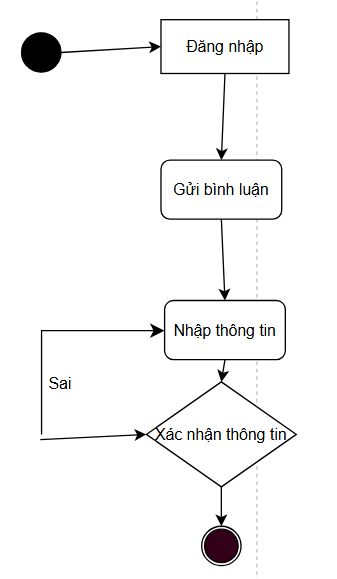 Đăng nhập
Gửi bình luận
Nhập thông tin
Sai
Xác nhận thông tin